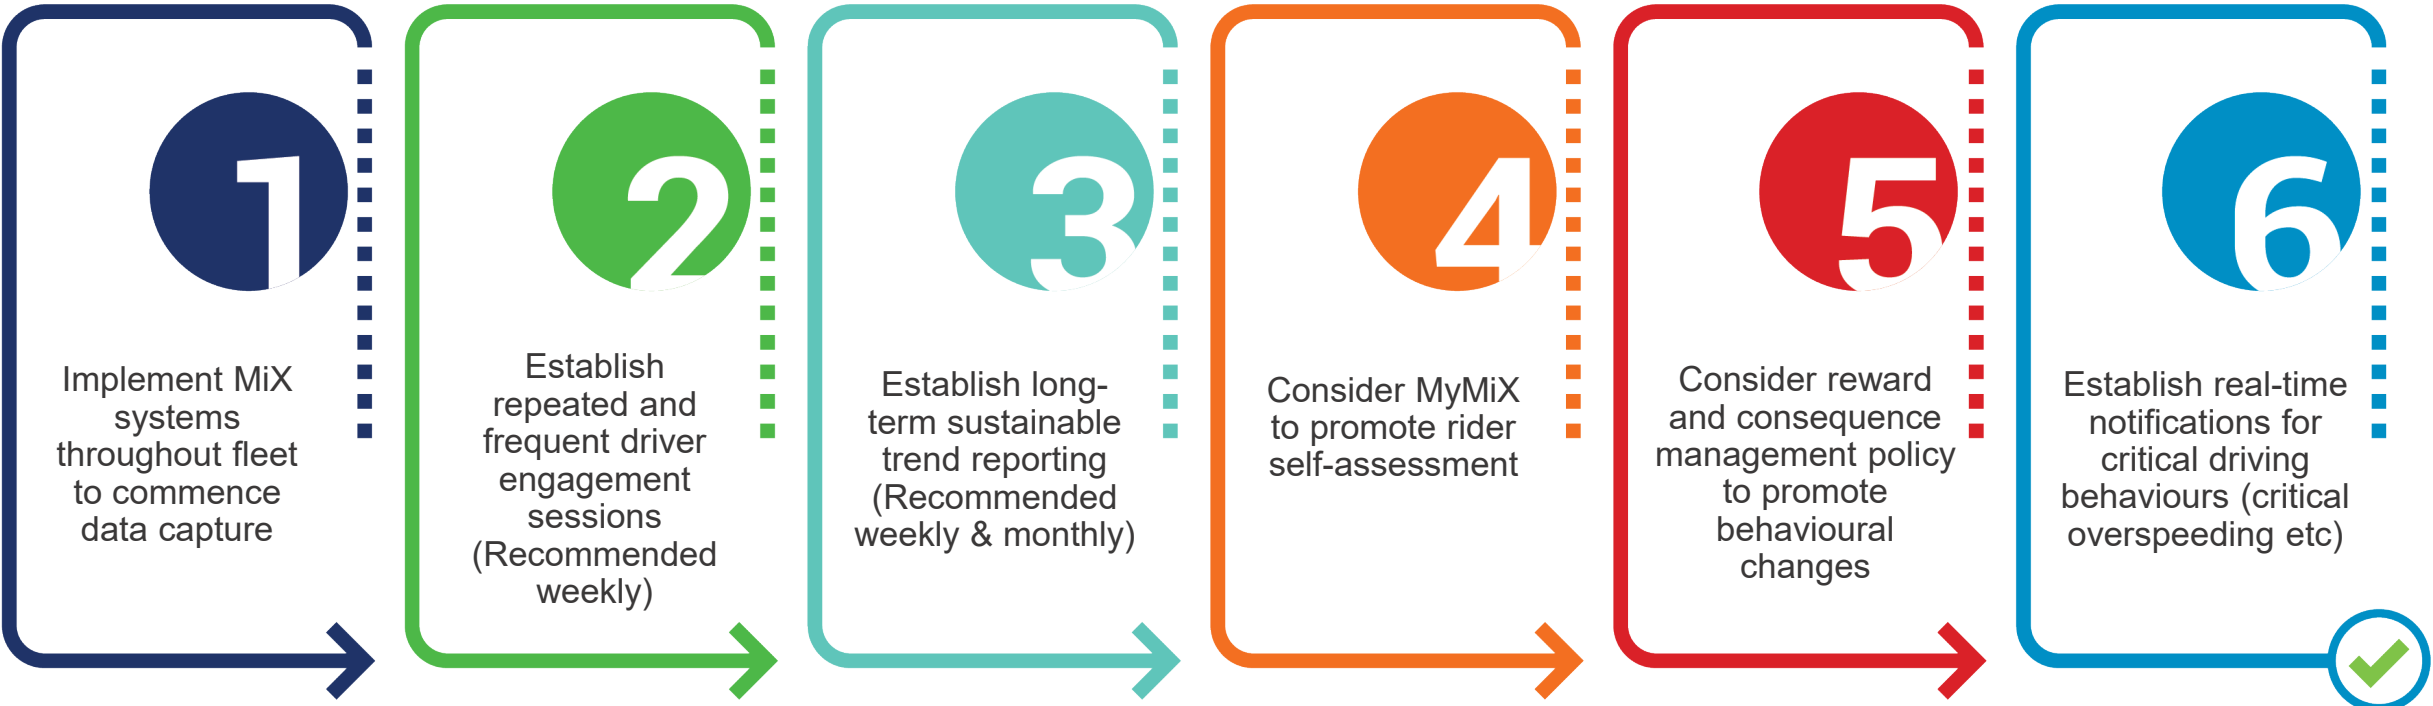 1
Implement MiX
systems
throughout fleet
to commence
data capture
2
Establish
repeated and
frequent driver
engagement
sessions
(Recommended
weekly)
3
Establish long-
term sustainable
trend reporting
(Recommended
weekly & monthly)
4
Consider MyMiX
to promote rider
self-assessment
5
Consider reward
and consequence
management policy
to promote
behavioural
changes
6
Establish real-time
notifications for
critical driving
behaviours (critical
overspeeding etc)